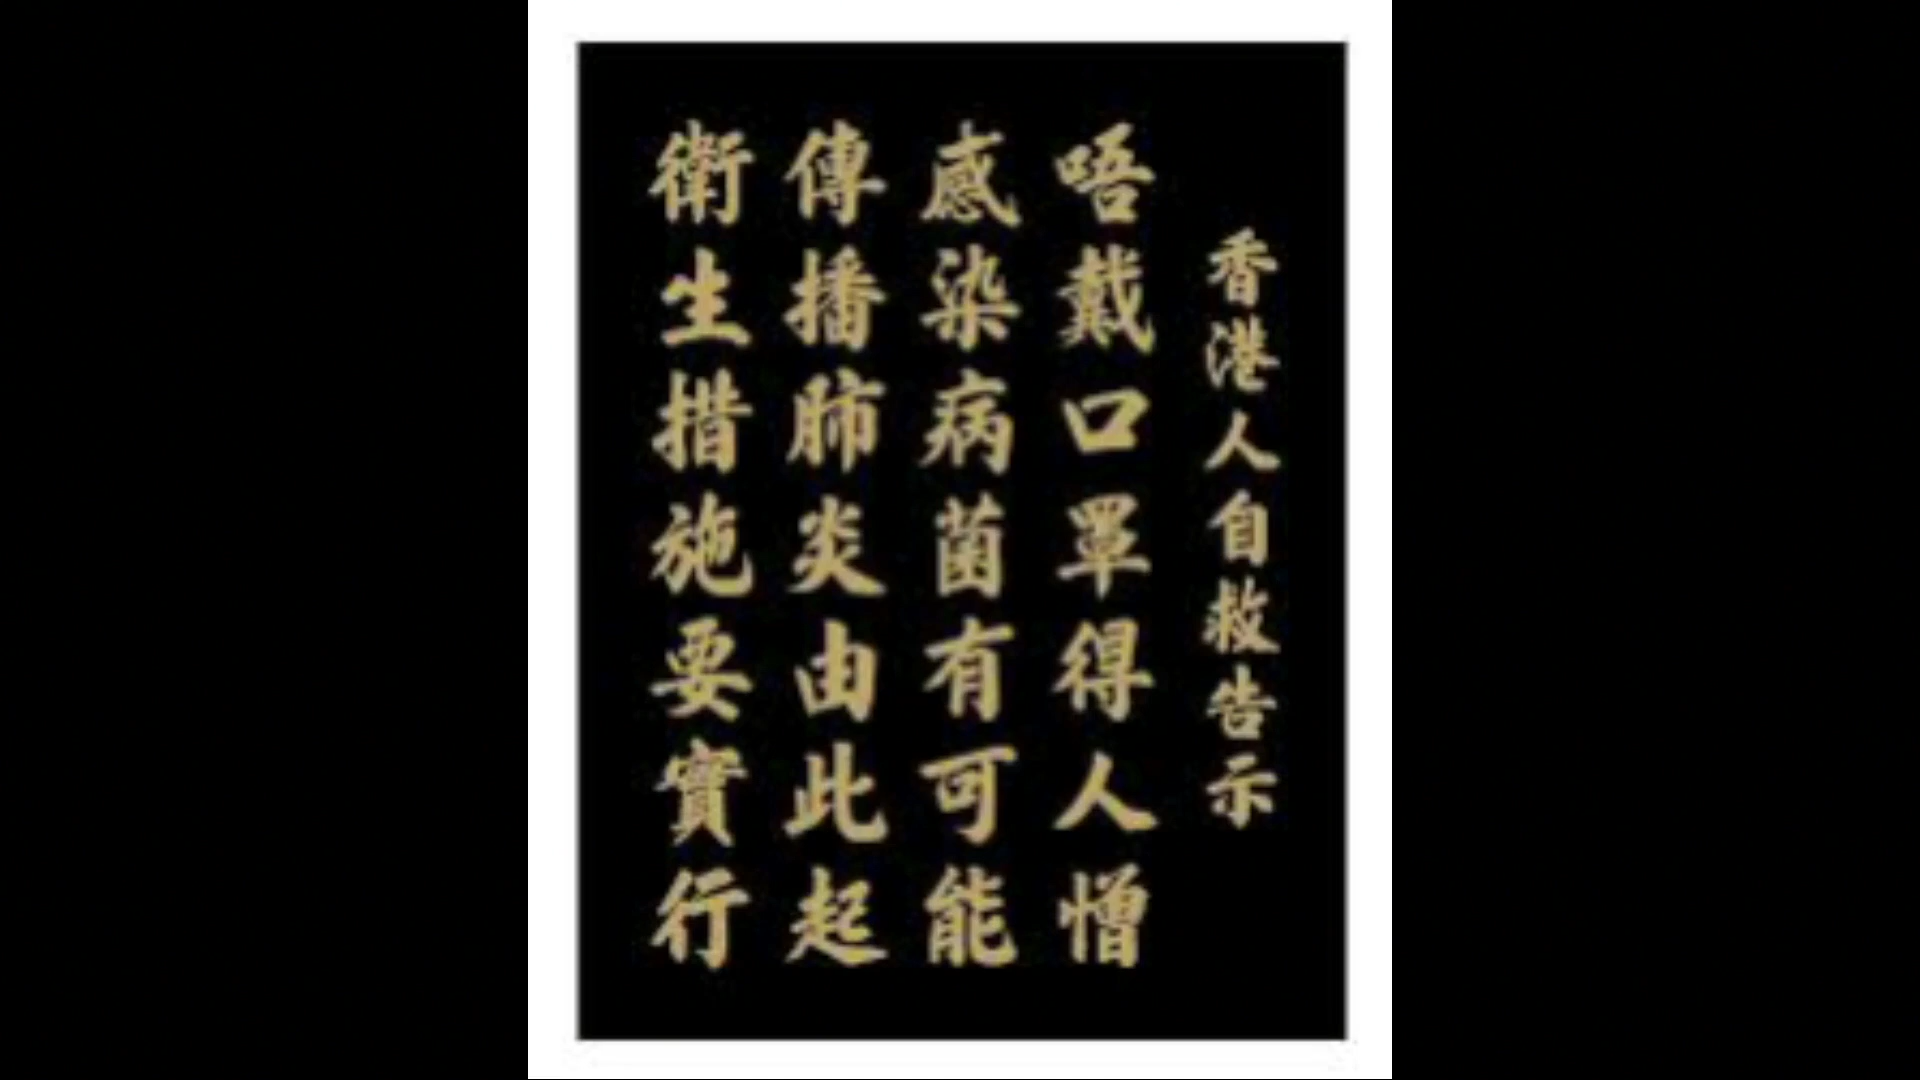 香港人自救告示
唔戴口罩得人憎
感染病菌有可能
傳播肺炎由此起
衛生措施要實行